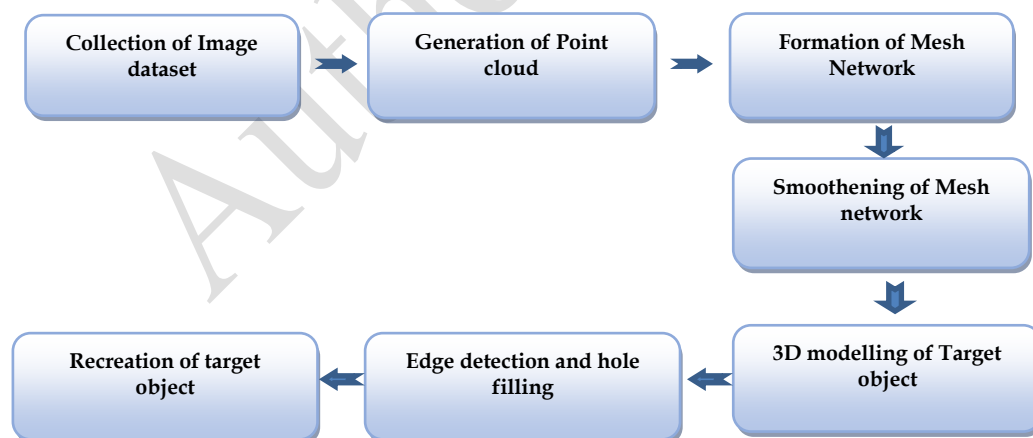 Collection of Image
dataset
Generation of Point
cloud
Formation of Mesh
Network
Smoothening of Mesh
network
3D modelling of Target
object
Edge detection and hole
filling
Recreation of target
object